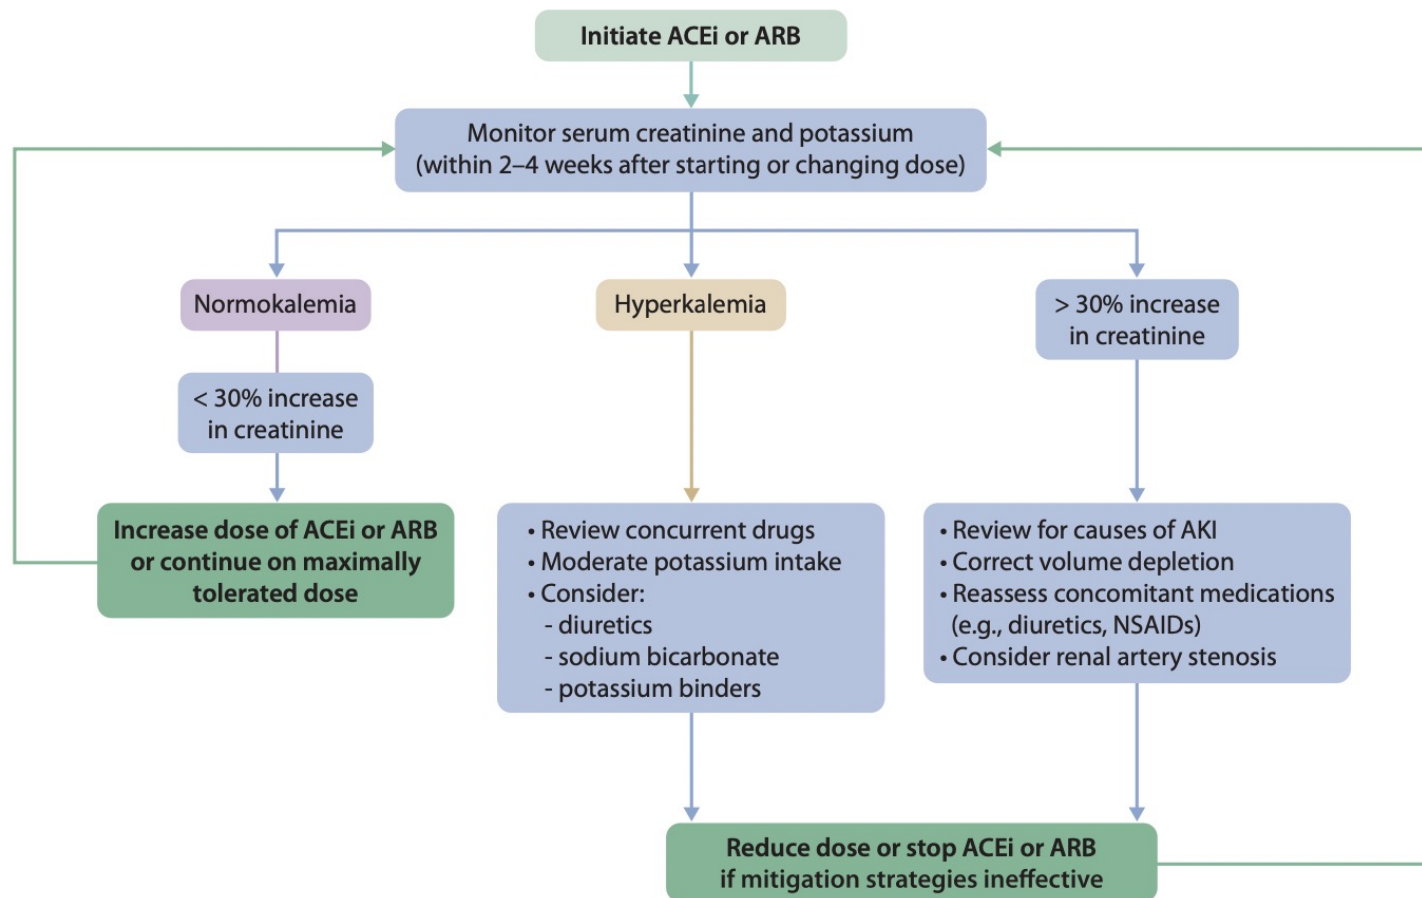 Initiate ACEi or ARB
Monitor serum creatinine and potassium
(within 2–4 weeks after starting or changing dose)
Normokalemia
< 30% increase
in creatinine
Increase dose of ACEi or ARB
or continue on maximally
tolerated dose
Hyperkalemia
• Review concurrent drugs
• Moderate potassium intake
• Consider:
- diuretics
- sodium bicarbonate
- potassium binders
> 30% increase
in creatinine
• Review for causes of AKI
• Correct volume depletion
• Reassess concomitant medications
(e.g., diuretics, NSAIDs)
• Consider renal artery stenosis
Reduce dose or stop ACEi or ARB
if mitigation strategies ineffective